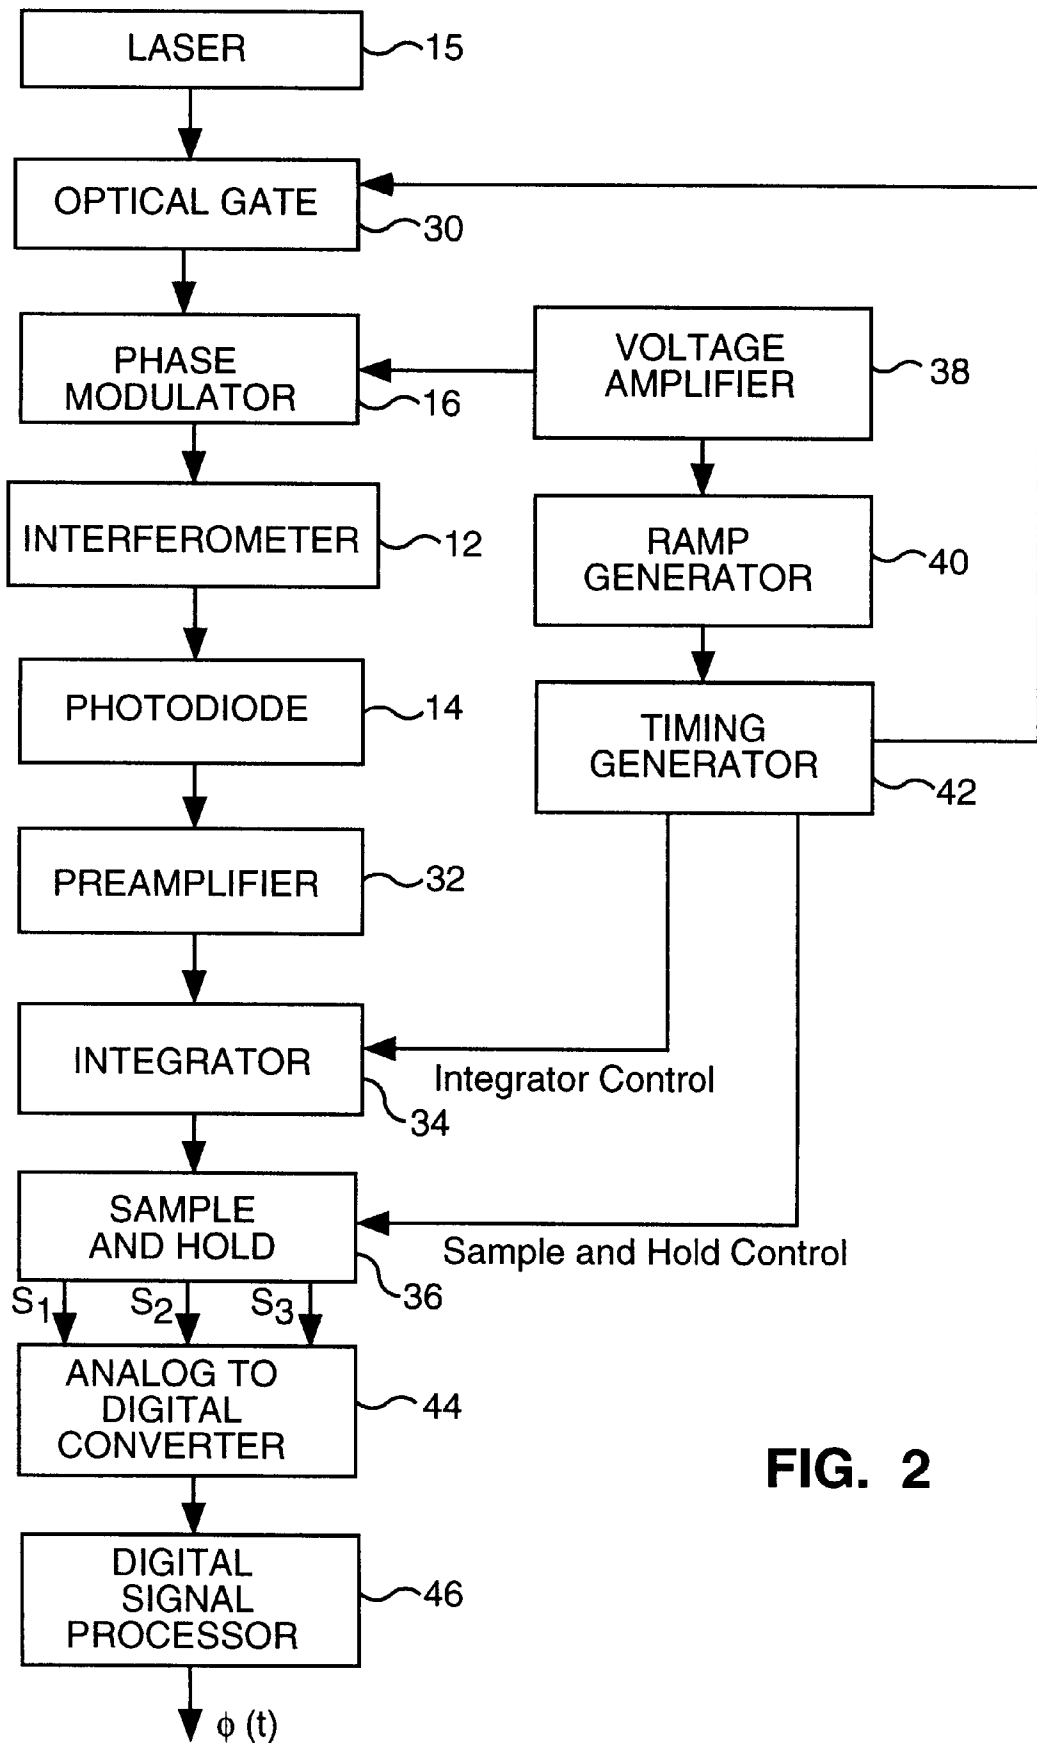 LASER
15
OPTICAL GATE
30
PHASE
MODULATOR
16
VOLTAGE
AMPLIFIER
38
INTERFEROMETER
12
RAMP
GENERATOR
40
PHOTODIODE
14
TIMING
GENERATOR
42
PREAMPLIFIER
32
INTEGRATOR
34
Integrator Control
SAMPLE
AND HOLD
36
Sample and Hold Control
S1 S2 S3
ANALOG TO
DIGITAL
CONVERTER
44
FIG. 2
DIGITAL
SIGNAL
PROCESSOR
46
ϕ (t)